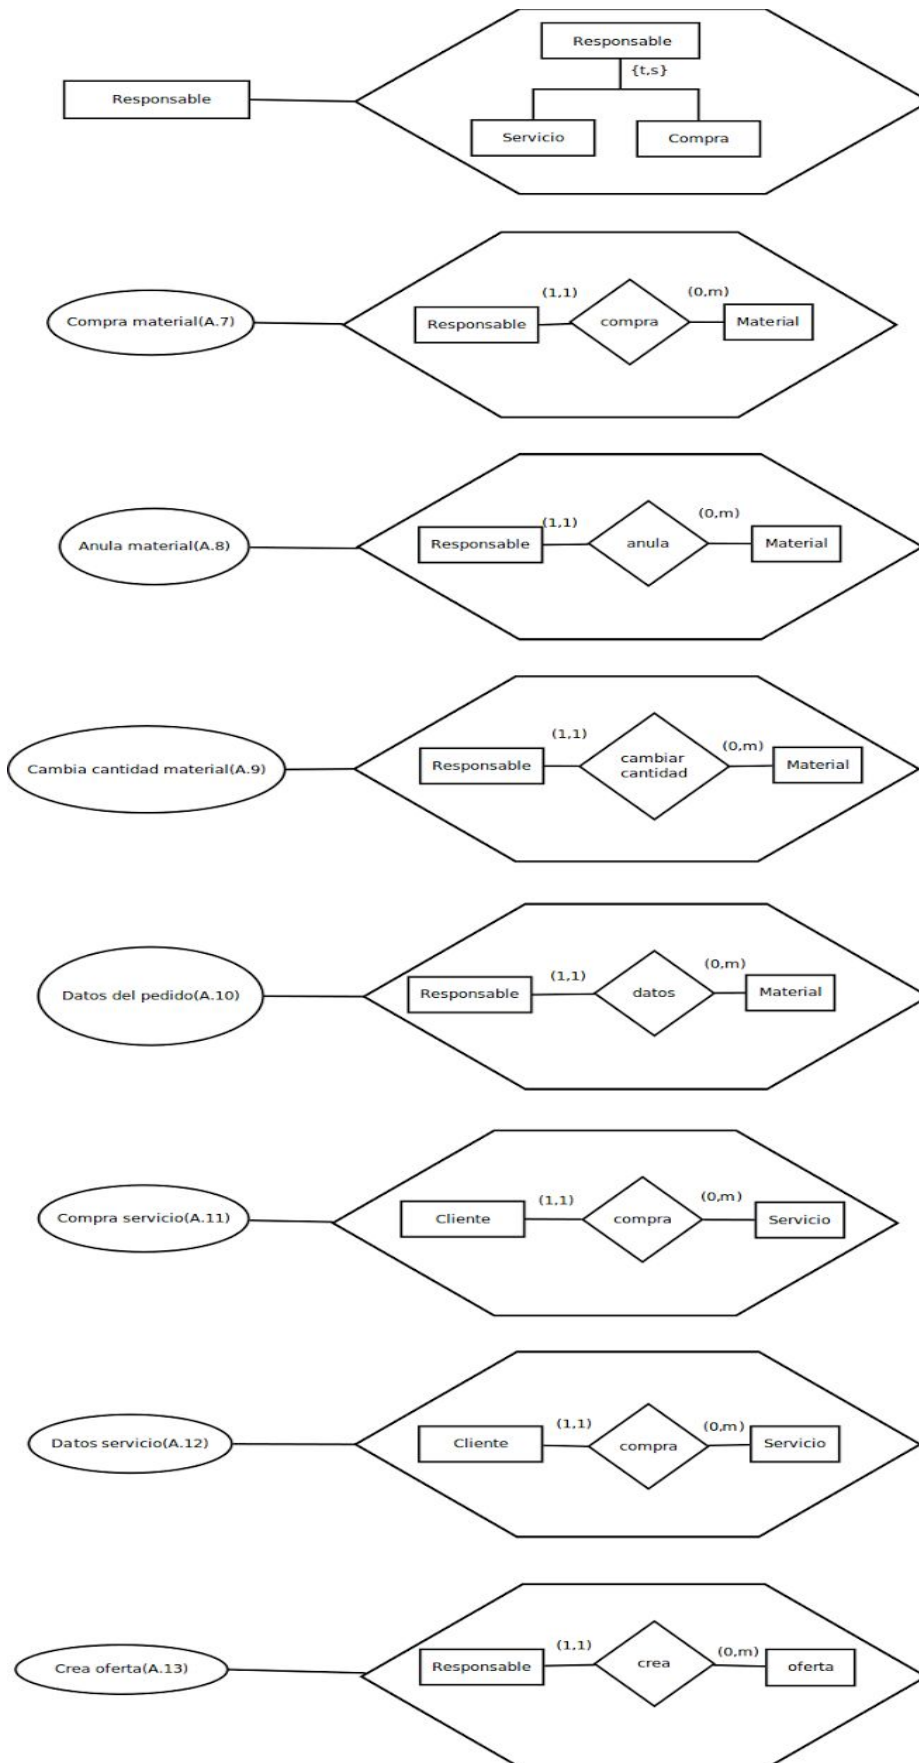 Responsable
{t,s}
Responsable
Servicio
Compra
(1,1)
(0,m)
Compra material(A.7)
Responsable
compra
Material
(1,1)
(0,m)
Anula material(A.8)
Responsable
anula
Material
(1,1)
(0,m)
Cambia cantidad material(A.9)
Responsable
cambiar
cantidad
Material
(1,1)
(0,m)
Datos del pedido(A.10)
Responsable
datos
Material
(1,1)
(0,m)
Compra servicio(A.11)
Cliente
compra
Servicio
(1,1)
(0,m)
Datos servicio(A.12)
Cliente
compra
Servicio
(1,1)
(0,m)
Crea oferta(A.13)
Responsable
crea
oferta